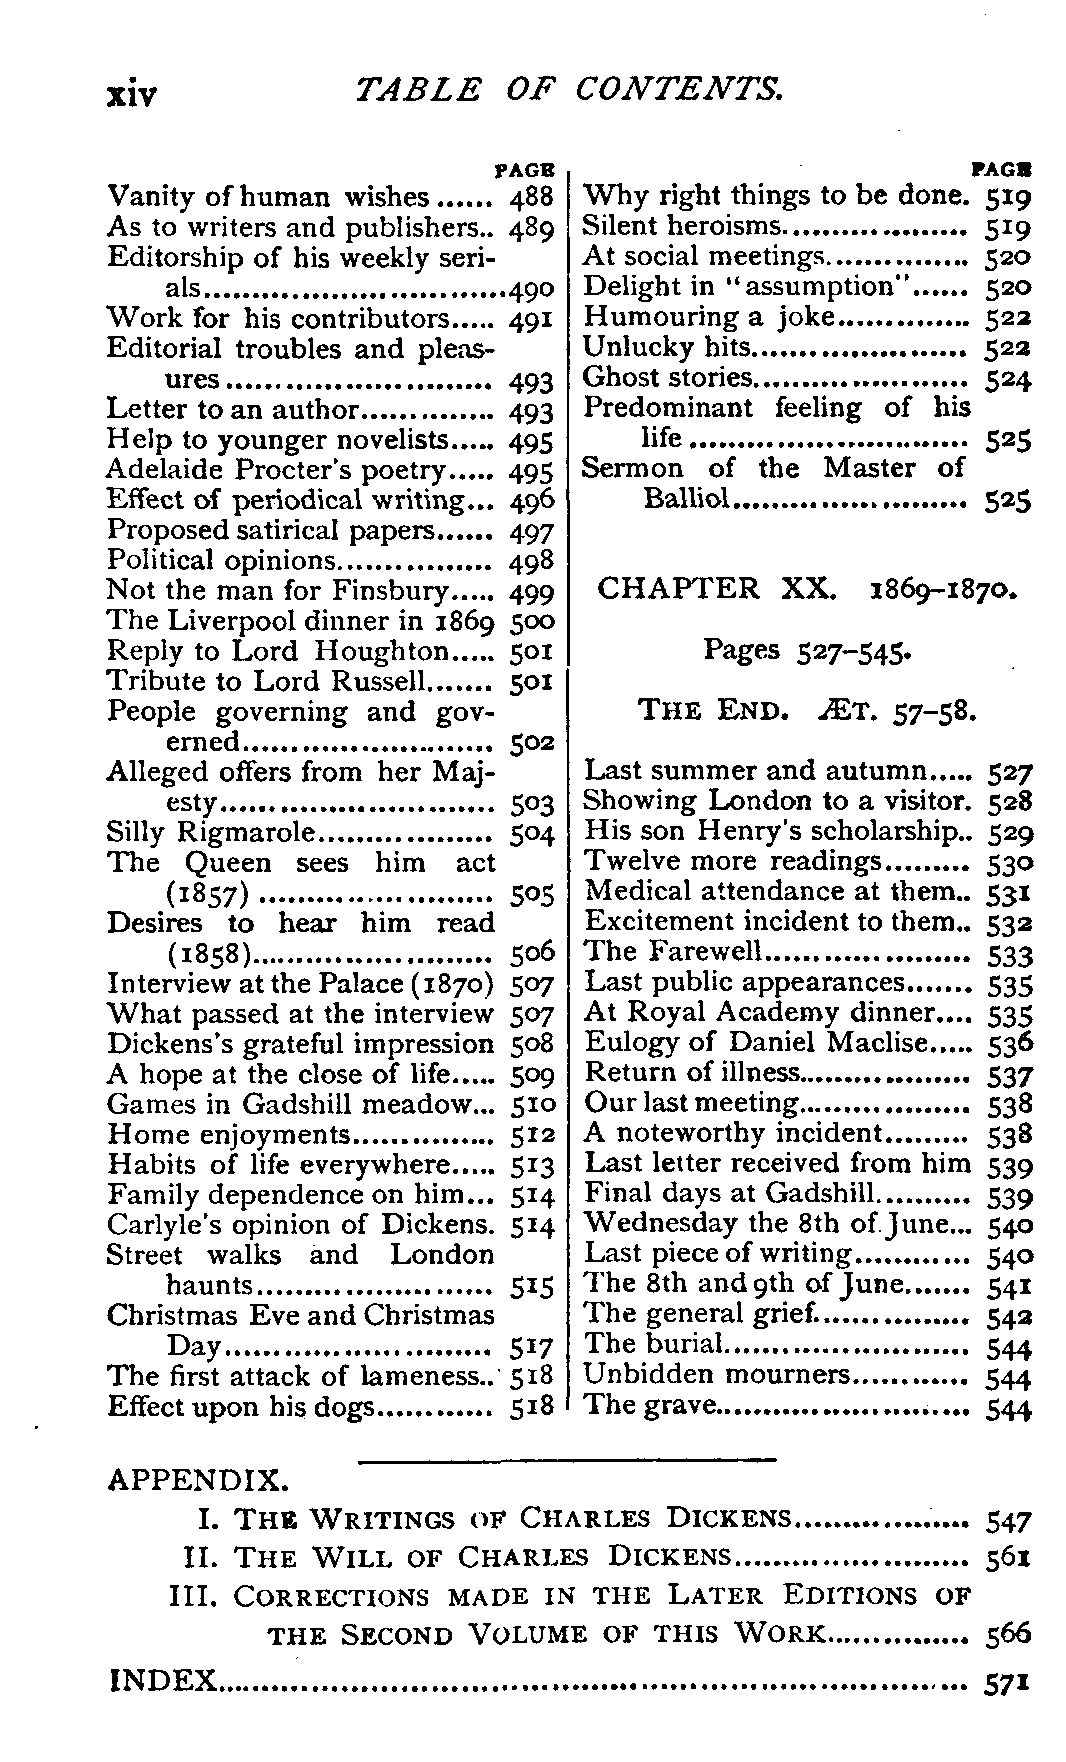 xiv TABLE OF CONTENTS.
PAGE
Vanity of human wishes...... 488
As to writers and publishers.. 489
Editorship of his weekly seri-
als...............................490
Work for his contributors..... 491
Editorial troubles and pleas-
ures........................... 493
Letter to an author.............. 493
Help to younger novelists..... 495
Adelaide Procter's poetry..... 495
Effect of periodical writing... 496
Proposed satirical papers...... 497
Political opinions................ 498
Not the man for Finsbury..... 499
The Liverpool dinner in 1869 500
Reply to Lord Houghton..... 501
Tribute to Lord Russell....... 501
People governing and gov-
erned.......................... 502
Alleged offers from her Maj-
esty............................ 503
Silly Rigmarole.................. 504
The Queen sees him act
(1857) ........................ 505
Desires to hear him read
(1858)......................... 506
Interview at the Palace (1870) 507
What passed at the interview 507
Dickens's grateful impression 508
A hope at the close of life..... 509
Games in Gadshill meadow... 510
Home enjoyments............... 512
Habits of life everywhere..... 513
Family dependence on him... 514
Carlyle's opinion of Dickens. 514
Street walks and London
haunts........................ 515
Christmas Eve and Christmas
Day........................... 517
The first attack of lameness.. 518
Effect upon his dogs............ 518
PAGE
Why right things to be done. 519
Silent heroisms................... 519
At social meetings............... 520
Delight in "assumption"...... 520
Humouring a joke.............. 522
Unlucky hits...................... 522
Ghost stories...................... 524
Predominant feeling of his
life ............................. 525
Sermon of the Master of
Balliol........................ 525
CHAPTER XX. 1869-1870.
Pages 527-545.
THE END. ÆT. 57-58.
Last summer and autumn..... 527
Showing London to a visitor. 528
His son Henry's scholarship.. 529
Twelve more readings......... 530
Medical attendance at them.. 531
Excitement incident to them.. 532
The Farewell..................... 533
Last public appearances....... 535
At Royal Academy dinner.... 535
Eulogy of Daniel Maclise..... 536
Return of illness................. 537
Our last meeting................. 538
A noteworthy incident......... 538
Last letter received from him 539
Final days at Gadshill.......... 539
Wednesday the 8th of June... 540
Last piece of writing............ 540
The 8th and 9th of June....... 541
The general grief................ 542
The burial......................... 544
Unbidden mourners............ 544
The grave.......................... 544
APPENDIX.
I. THE WRITINGS OF CHARLES DICKENS.................. 547
II. THE WILL OF CHARLES DICKENS........................ 561
III. CORRECTIONS MADE IN THE LATER EDITIONS OF
THE SECOND VOLUME OF THIS WORK............... 566
INDEX........................................................................... 571